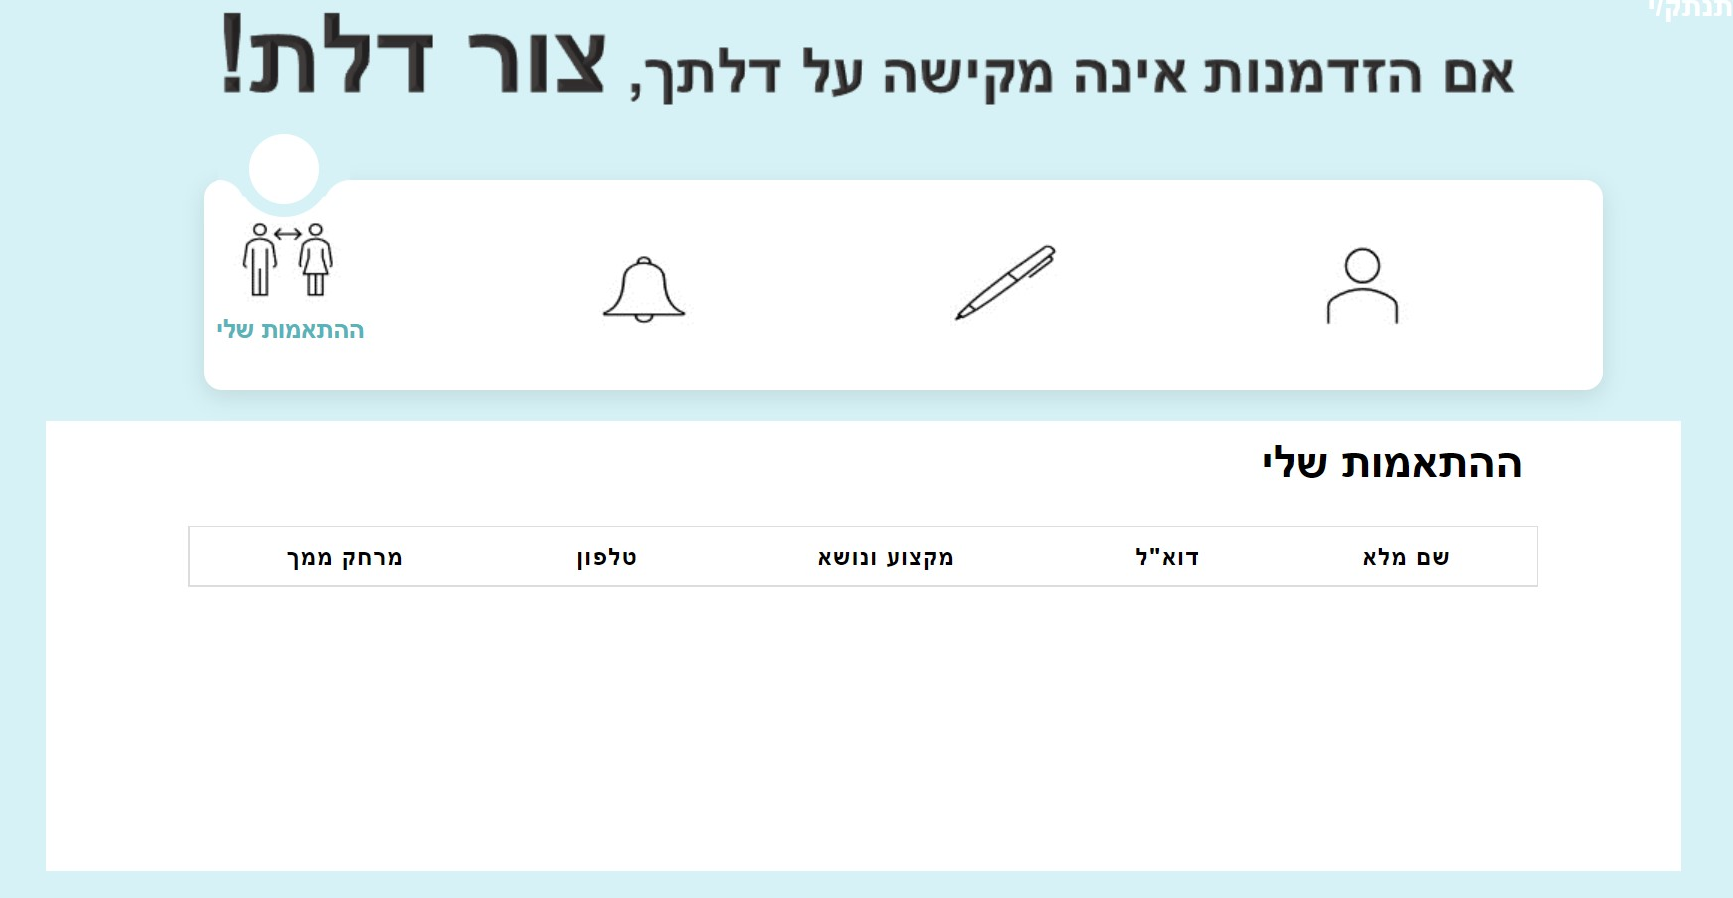 תנתק/י
אם הזדמנות אינה מקישה על דלתך, צור דלת!
ההתאמות שלי
ההתאמות שלי
שם מלא דוא"ל מקצוע ונושא טלפון מרחק ממך